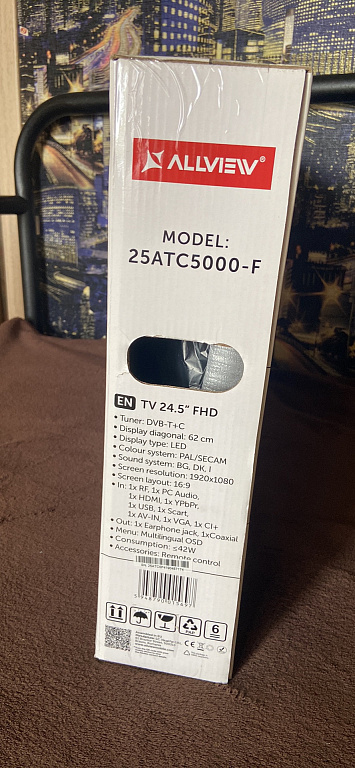 ALLVIEW®
MODEL:
25ATC5000-F
EN TV 24.5" FHD
• Tuner: DVB-T+C
• Display diagonal: 62 cm
• Display type: LED
• Colour system: PAL/SECAM
• Sound system: BG, DK, I
• Screen resolution: 1920x1080
• Screen layout: 16:9
• In: 1x RF, 1x PC Audio,
1x HDMI, 1x YPbPr,
1x USB, 1x Scart,
1x AV-IN, 1x VGA, 1x CI+
• Out: 1x Earphone jack, 1xCoaxial
• Menu: Multilingual OSD
• Consumption: ≤42W
• Accessories: Remote control
PAP
6
CE